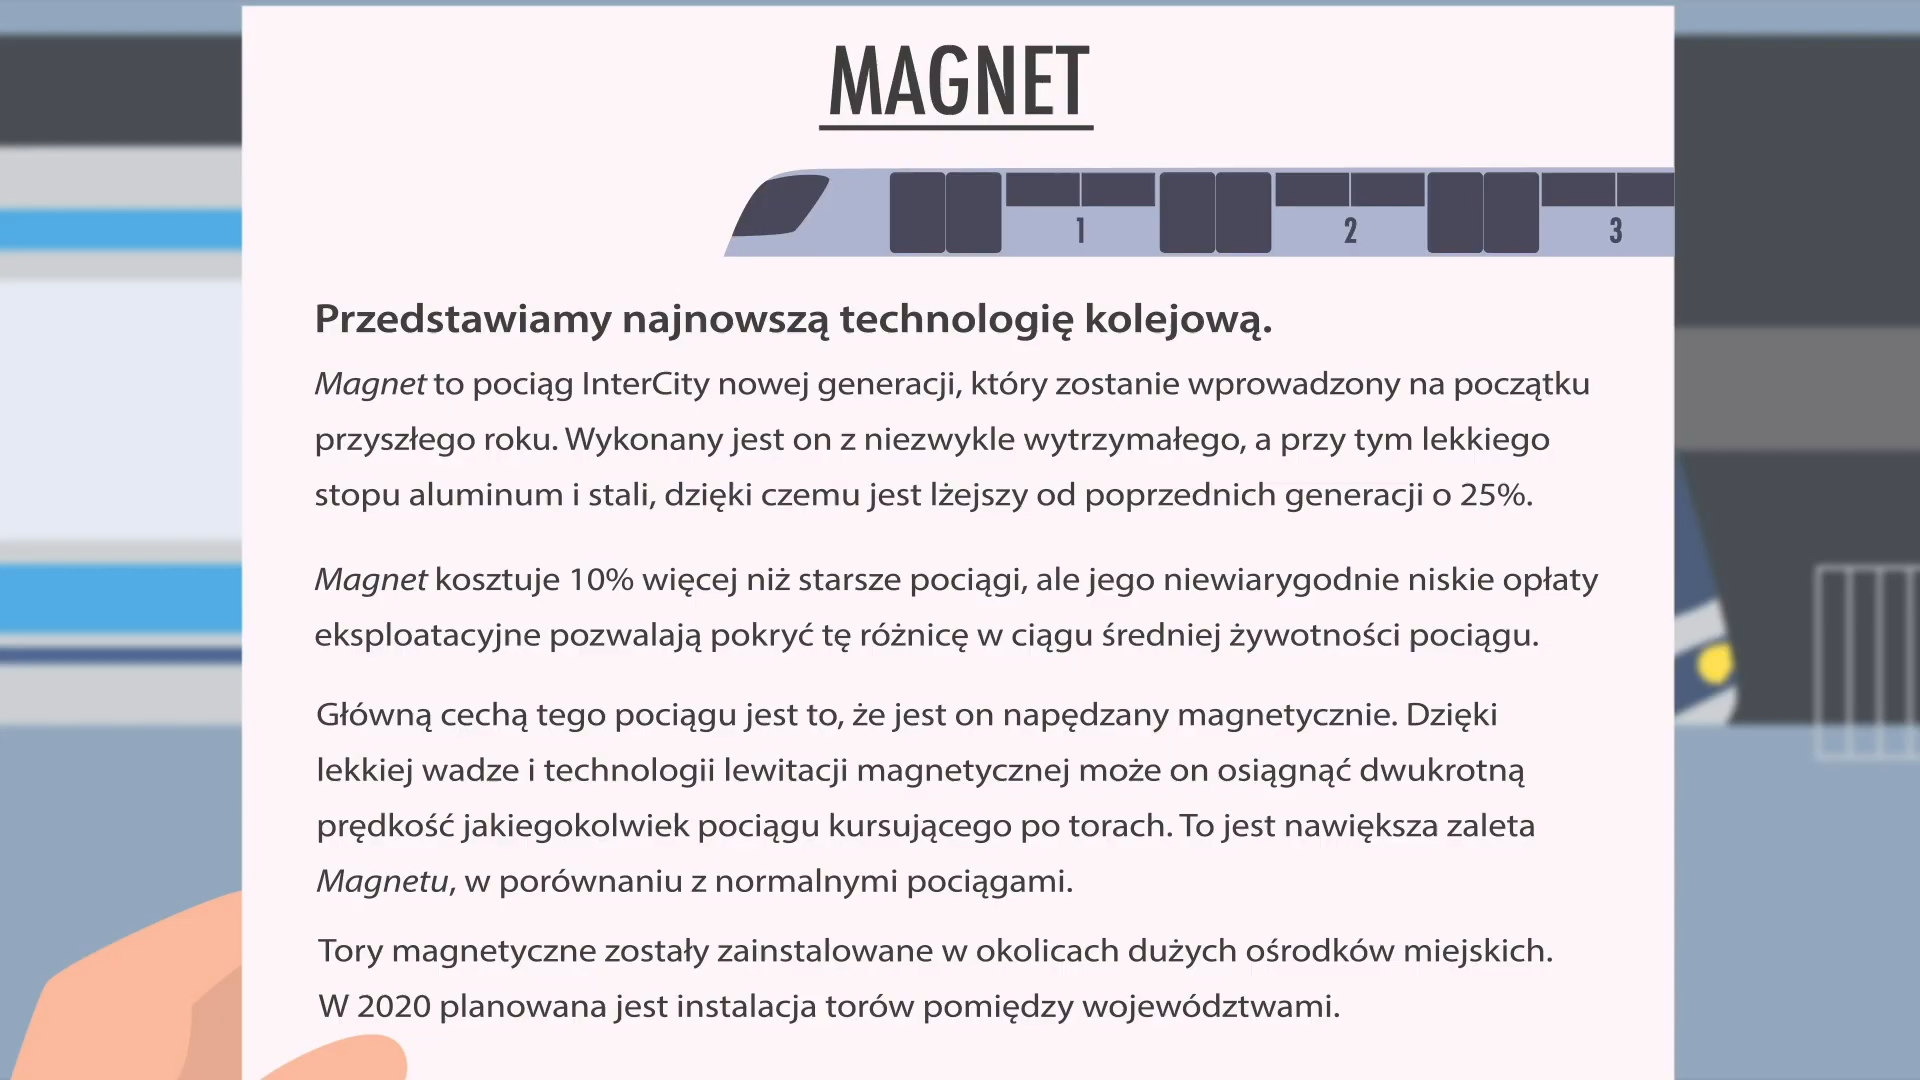 MAGNET
1 2 3
Przedstawiamy najnowszą technologię kolejową.
Magnet to pociąg InterCity nowej generacji, który zostanie wprowadzony na początku
przyszłego roku. Wykonany jest on z niezwykle wytrzymałego, a przy tym lekkiego
stopu aluminum i stali, dzięki czemu jest lżejszy od poprzednich generacji o 25%.
Magnet kosztuje 10% więcej niż starsze pociągi, ale jego niewiarygodnie niskie opłaty
eksploatacyjne pozwalają pokryć tę różnicę w ciągu średniej żywotności pociągu.
Główną cechą tego pociągu jest to, że jest on napędzany magnetycznie. Dzięki
lekkiej wadze i technologii lewitacji magnetycznej może on osiągnąć dwukrotną
prędkość jakiegokolwiek pociągu kursującego po torach. To jest nawiększa zaleta
Magnetu, w porównaniu z normalnymi pociągami.
Tory magnetyczne zostały zainstalowane w okolicach dużych ośrodków miejskich.
W 2020 planowana jest instalacja torów pomiędzy województwami.